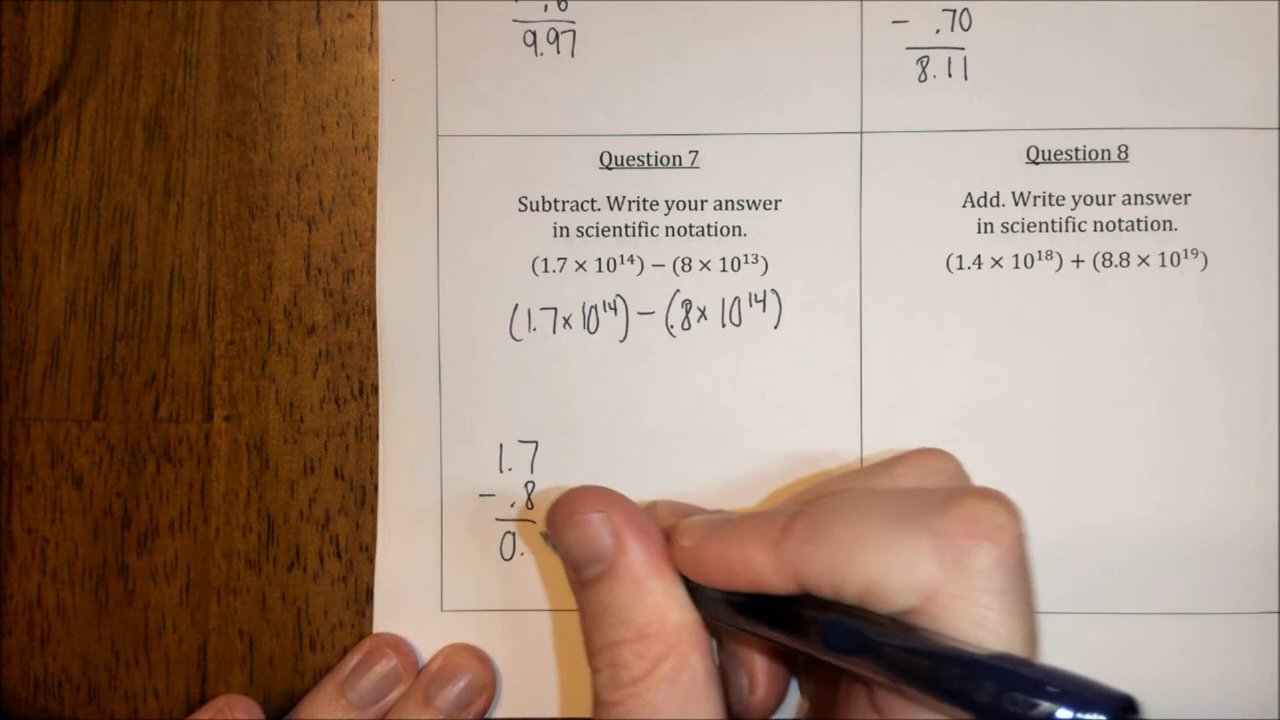 .6
9.97
- .70
8.11
Question 7
Subtract. Write your answer
in scientific notation.
(1.7 × 10¹⁴) − (8 × 10¹³)
(1.7 × 10¹⁴) − (.8 × 10¹⁴)
1.7
- .8
0.
Question 8
Add. Write your answer
in scientific notation.
(1.4 × 10¹⁸) + (8.8 × 10¹⁹)